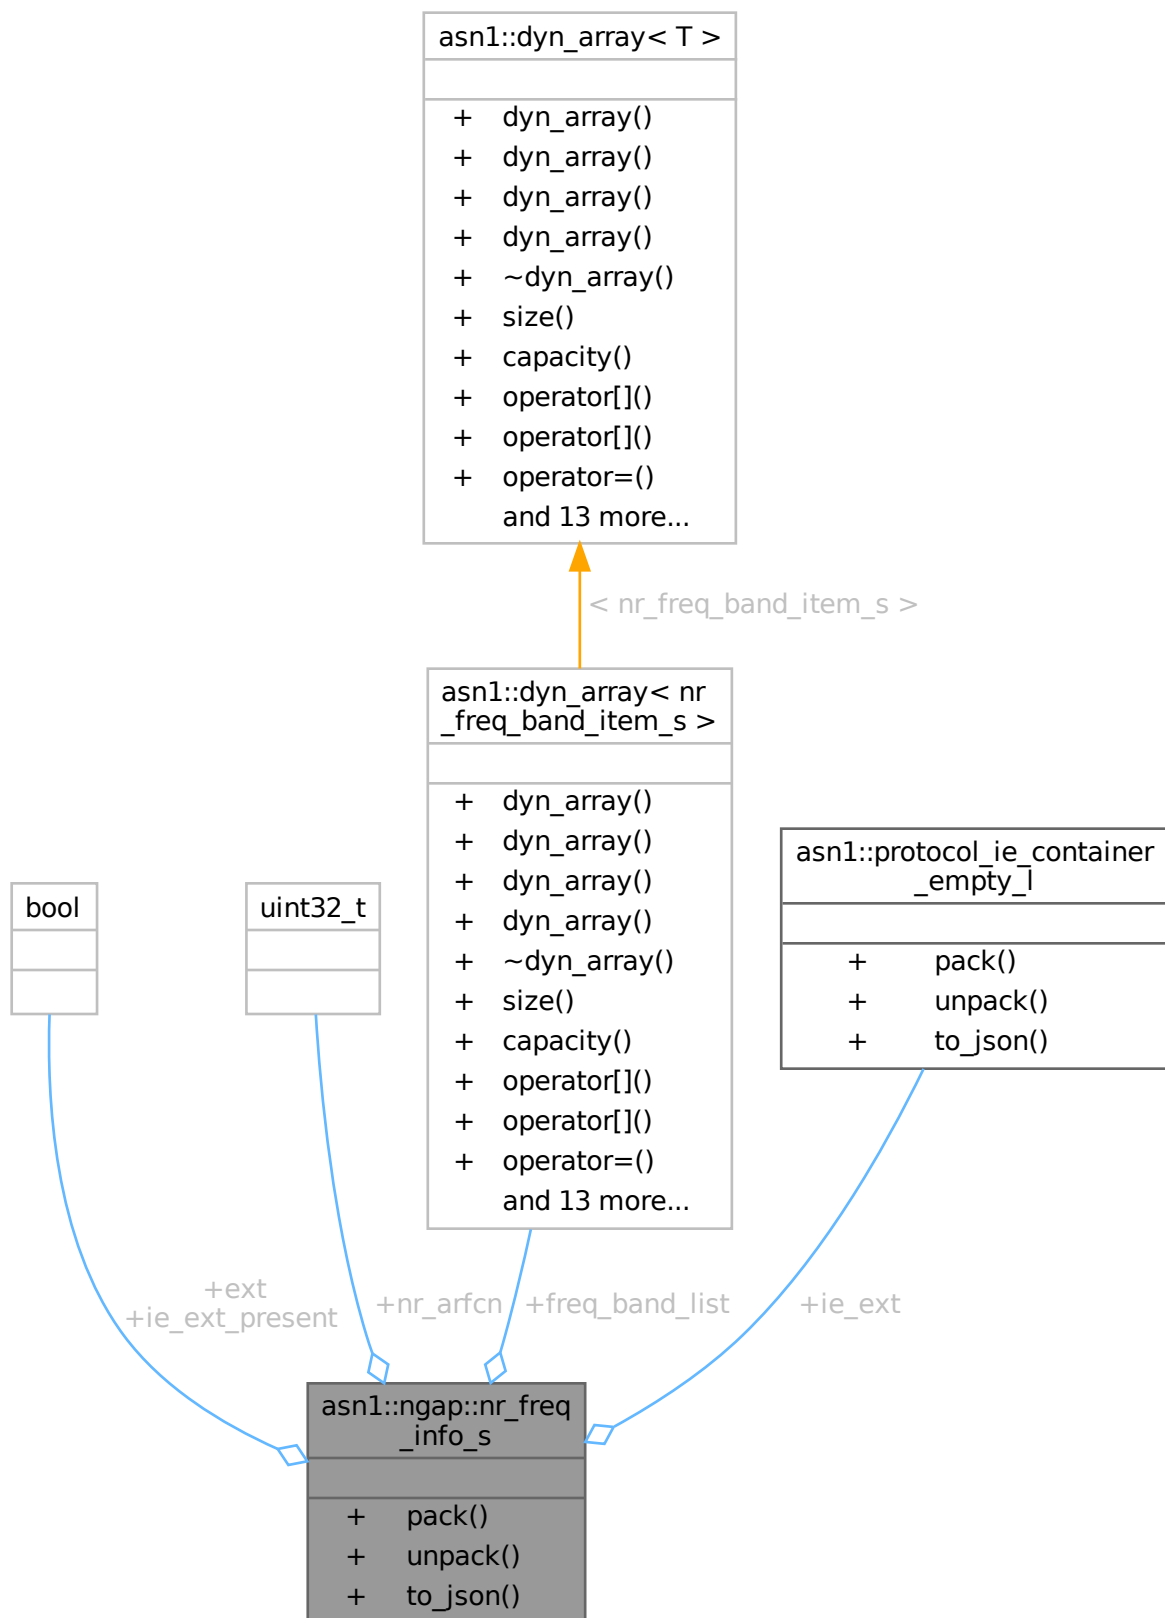 asn1::dyn_array< T >
+ dyn_array()
+ dyn_array()
+ dyn_array()
+ dyn_array()
+ ~dyn_array()
+ size()
+ capacity()
+ operator[]()
+ operator[]()
+ operator=()
and 13 more...
< nr_freq_band_item_s >
asn1::dyn_array< nr
_freq_band_item_s >
+ dyn_array()
+ dyn_array()
+ dyn_array()
+ dyn_array()
+ ~dyn_array()
+ size()
+ capacity()
+ operator[]()
+ operator[]()
+ operator=()
and 13 more...
asn1::protocol_ie_container
_empty_l
+ pack()
+ unpack()
+ to_json()
bool
uint32_t
+ext
+ie_ext_present
+nr_arfcn
+freq_band_list
+ie_ext
asn1::ngap::nr_freq
_info_s
+ pack()
+ unpack()
+ to_json()